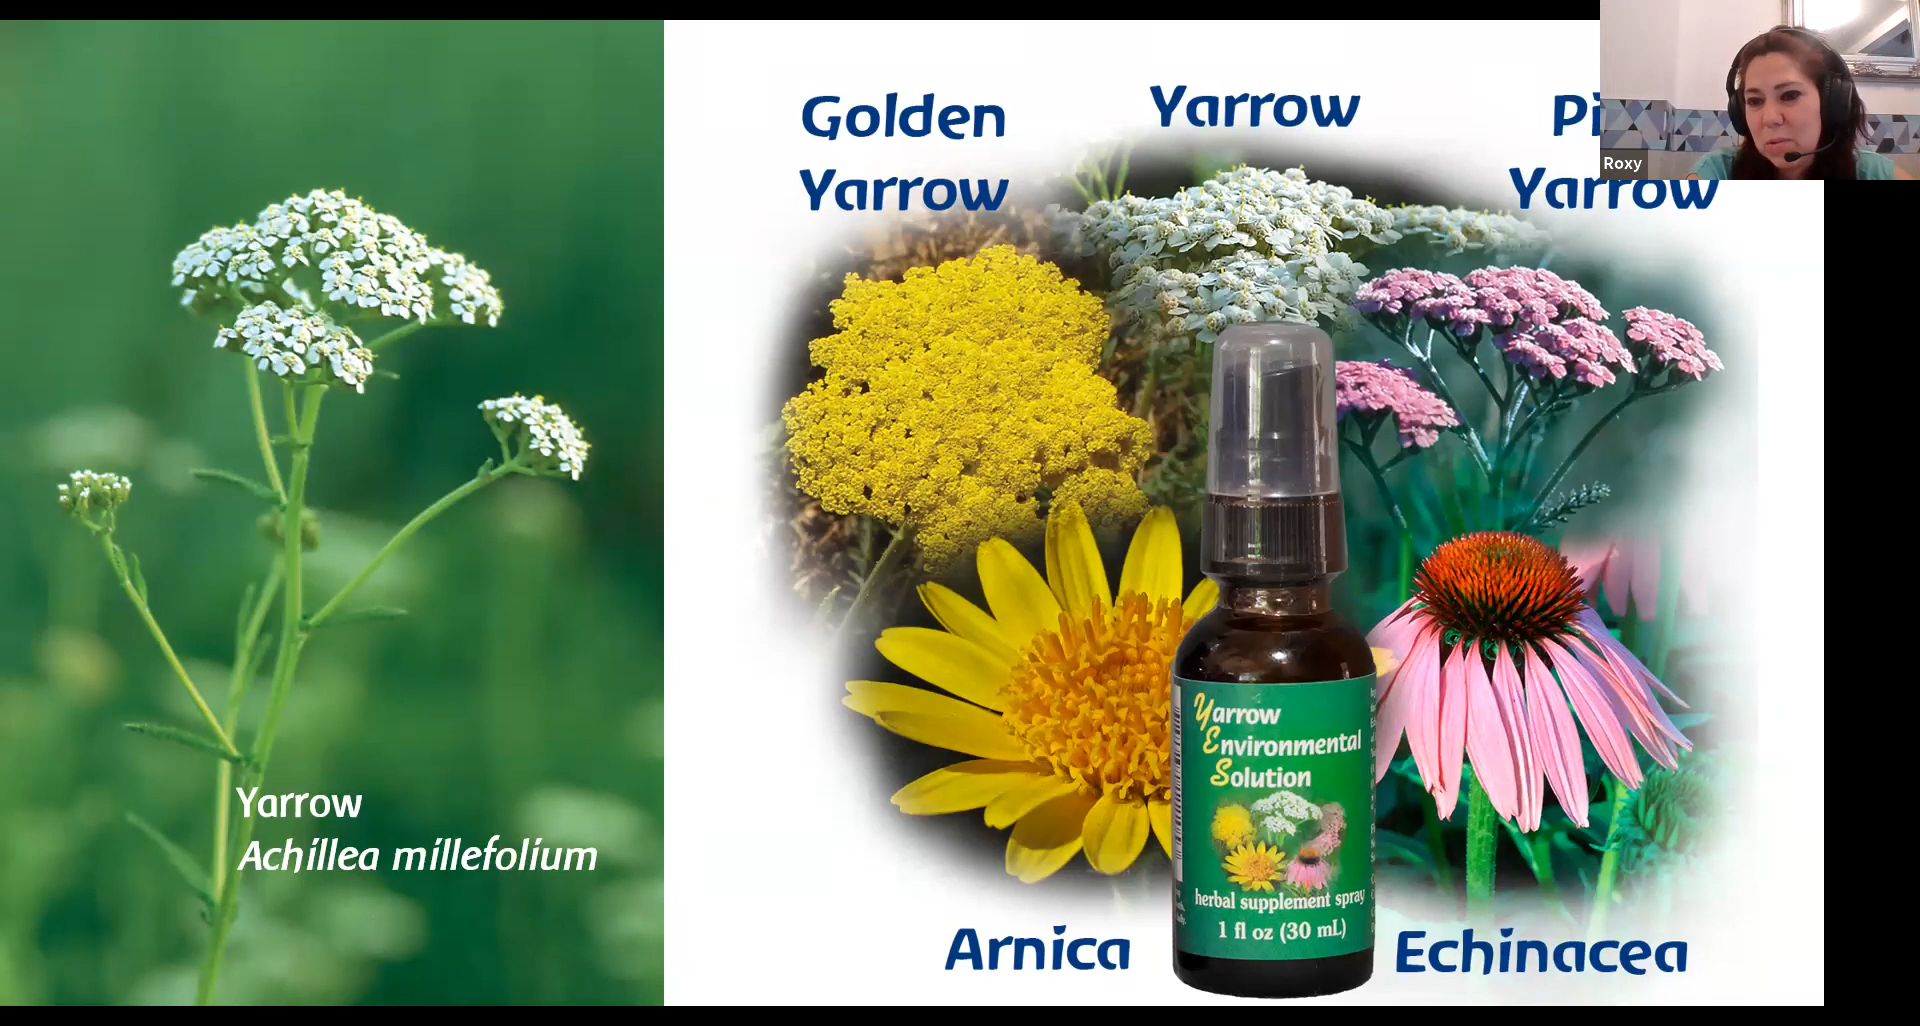 Golden
Yarrow
Yarrow
Yarrow
Roxy
Yarrow
Achillea millefolium
Yarrow
Environmental
Solution
herbal supplement spray
1 fl oz (30 mL)
Arnica
Echinacea